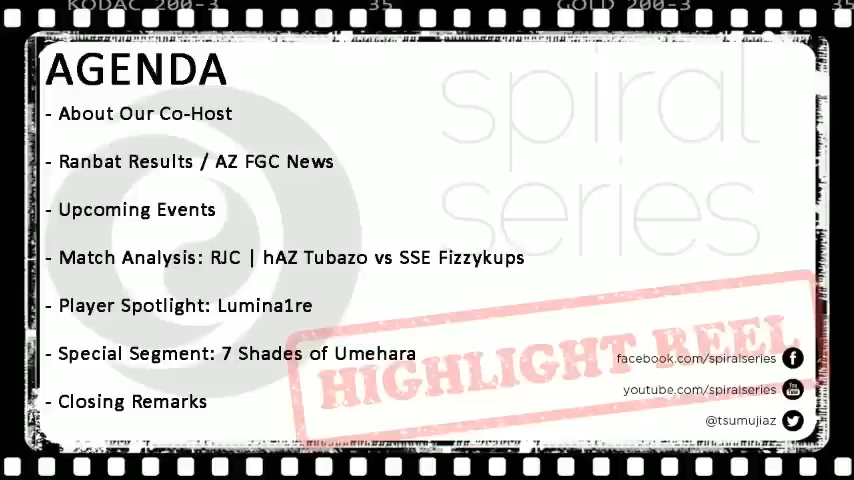 KODAC 200-3 35 GOLD 200-3 35
AGENDA
spiral
series
- About Our Co-Host
- Ranbat Results / AZ FGC News
- Upcoming Events
- Match Analysis: RJC | hAZ Tubazo vs SSE Fizzykups
- Player Spotlight: Lumina1re
- Special Segment: 7 Shades of Umehara
- Closing Remarks
HIGHLIGHT REEL
facebook.com/spiralseries
youtube.com/spiralseries
You Tube
@tsumujiaz